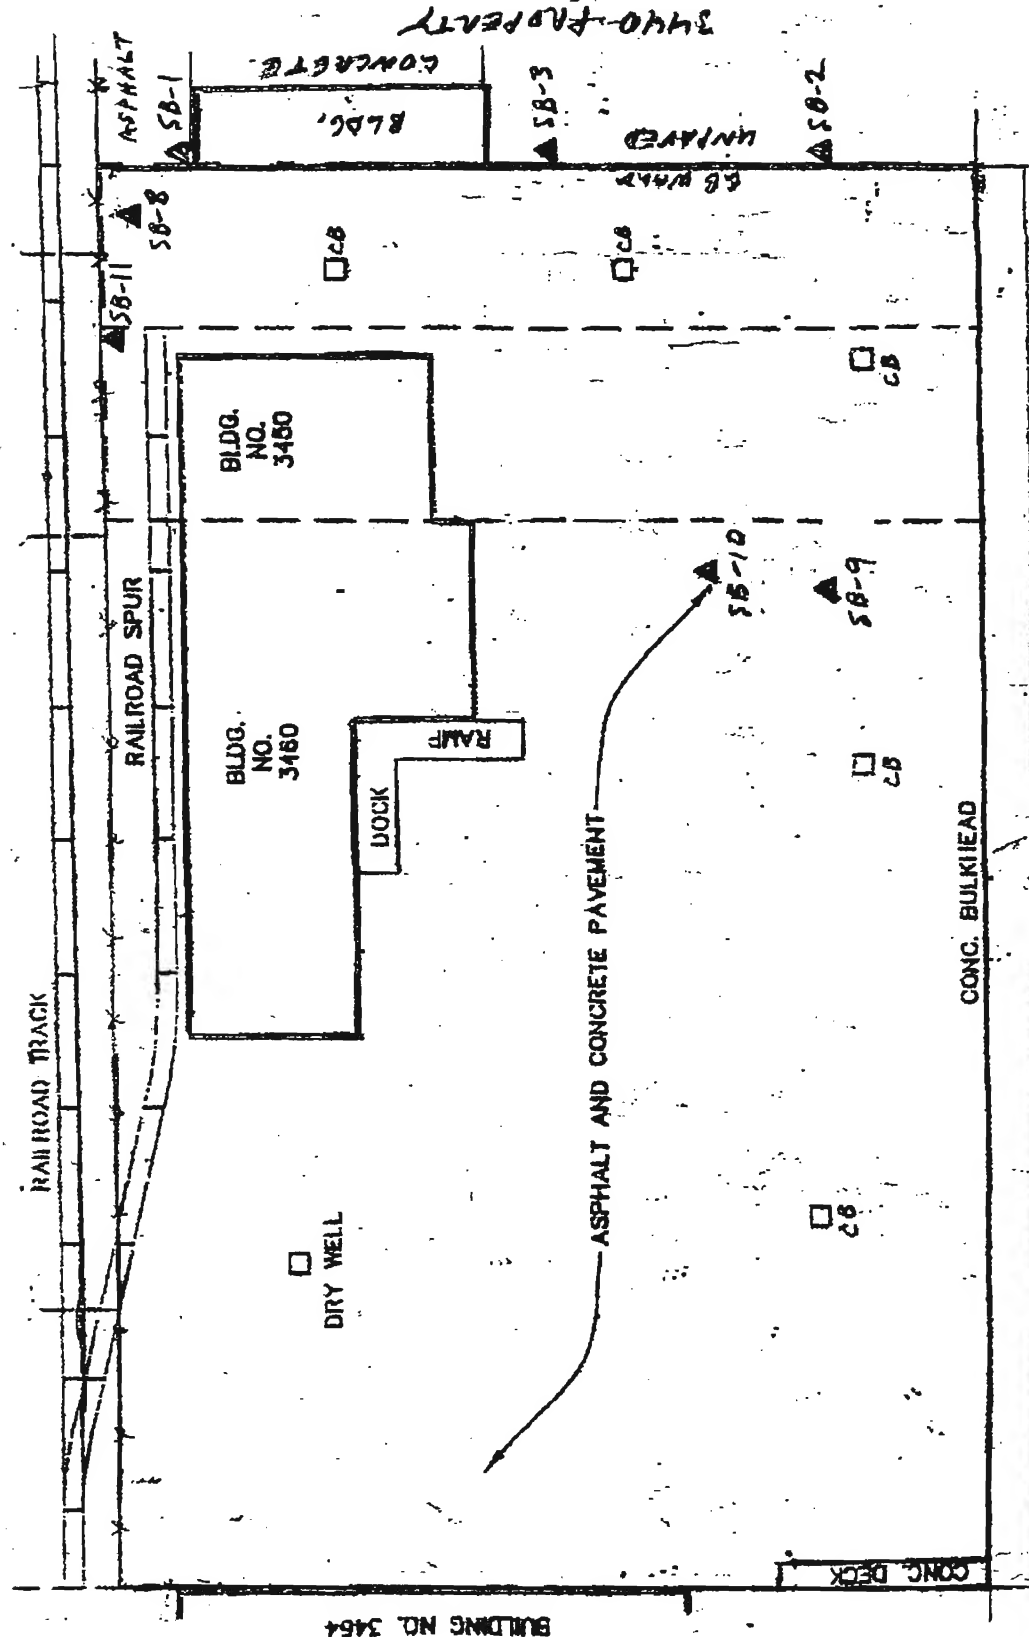 3440 PROPERTY
CONCRETE
ASPHALT
SB-1
BLDG.
SB-3
UNPAVED
SB-2
SB-8
SB-11
CB
CB
CB
BLDG.
NO.
3450
RAILROAD SPUR
SB-10
SB-9
BLDG.
NO.
3460
RAMP
DOCK
CB
CONC. BULKHEAD
ASPHALT AND CONCRETE PAVEMENT
RAILROAD TRACK
DRY WELL
CB
CONC. DECK
BUILDING NO. 3464